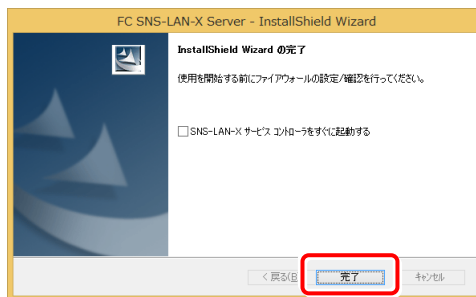 FC SNS-LAN-X Server - InstallShield Wizard
InstallShield Wizard の完了
使用を開始する前にファイアウォールの設定/確認を行ってください。
SNS-LAN-X サービス コントローラをすぐに起動する
< 戻る(B
完了
キャンセル